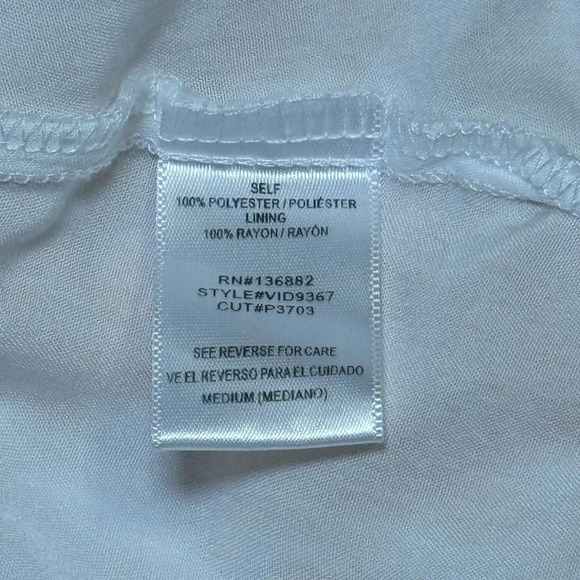 SELF
100% POLYESTER / POLIÉSTER
LINING
100% RAYON / RAYÓN
RN#136882
STYLE#VID9367
CUT#P3703
SEE REVERSE FOR CARE
VE EL REVERSO PARA EL CUIDADO
MEDIUM (MEDIANO)